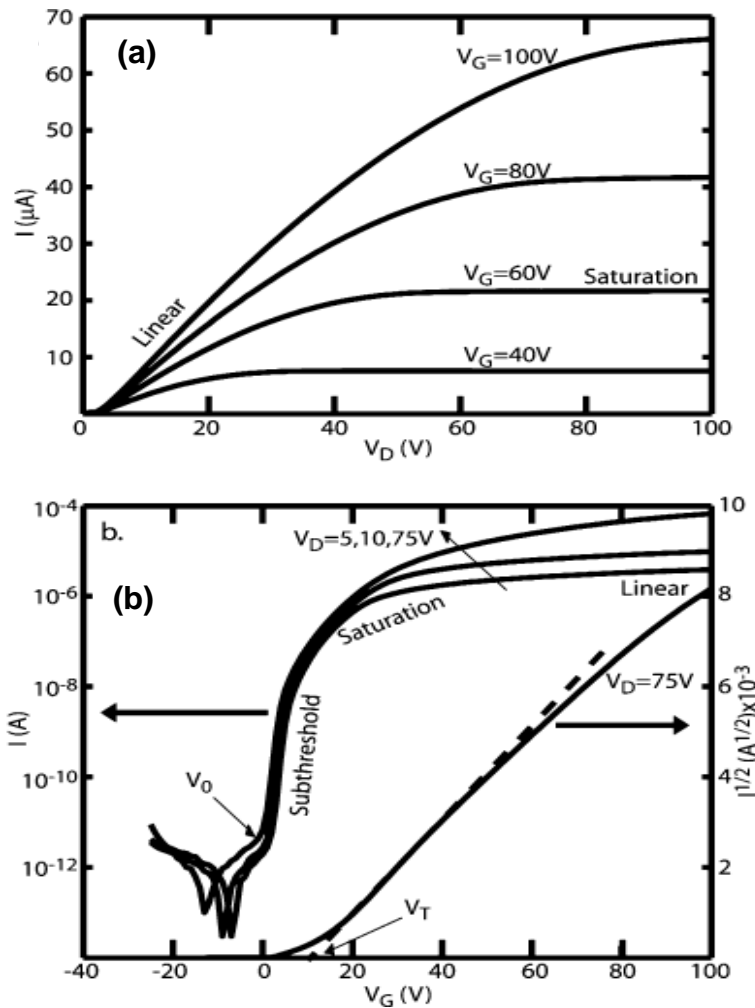 70
60
50
40
30
20
10
I (μA)
(a)
V_G=100V
V_G=80V
V_G=60V
Saturation
V_G=40V
Linear
0 20 40 60 80 100
V_D (V)
10^-4
10^-6
10^-8
10^-10
10^-12
I (A)
b.
(b)
V_D=5,10,75V
Linear
Saturation
Subthreshold
V_D=75V
V_0
V_T
10
8
6
4
2
I^1/2 (A^1/2)x10^-3
-40 -20 0 20 40 60 80 100
V_G (V)